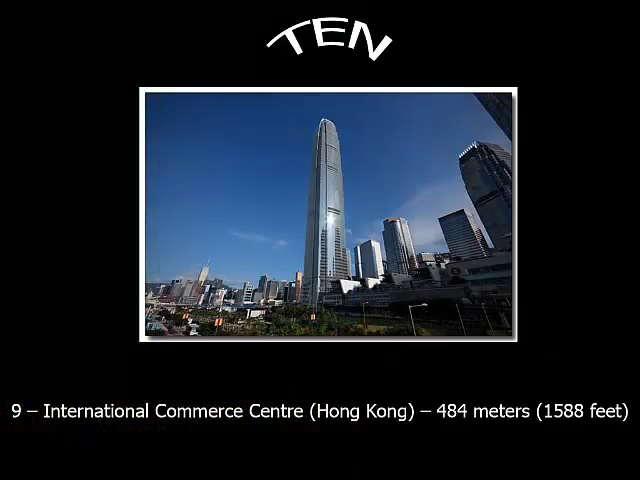 TEN
9 – International Commerce Centre (Hong Kong) – 484 meters (1588 feet)